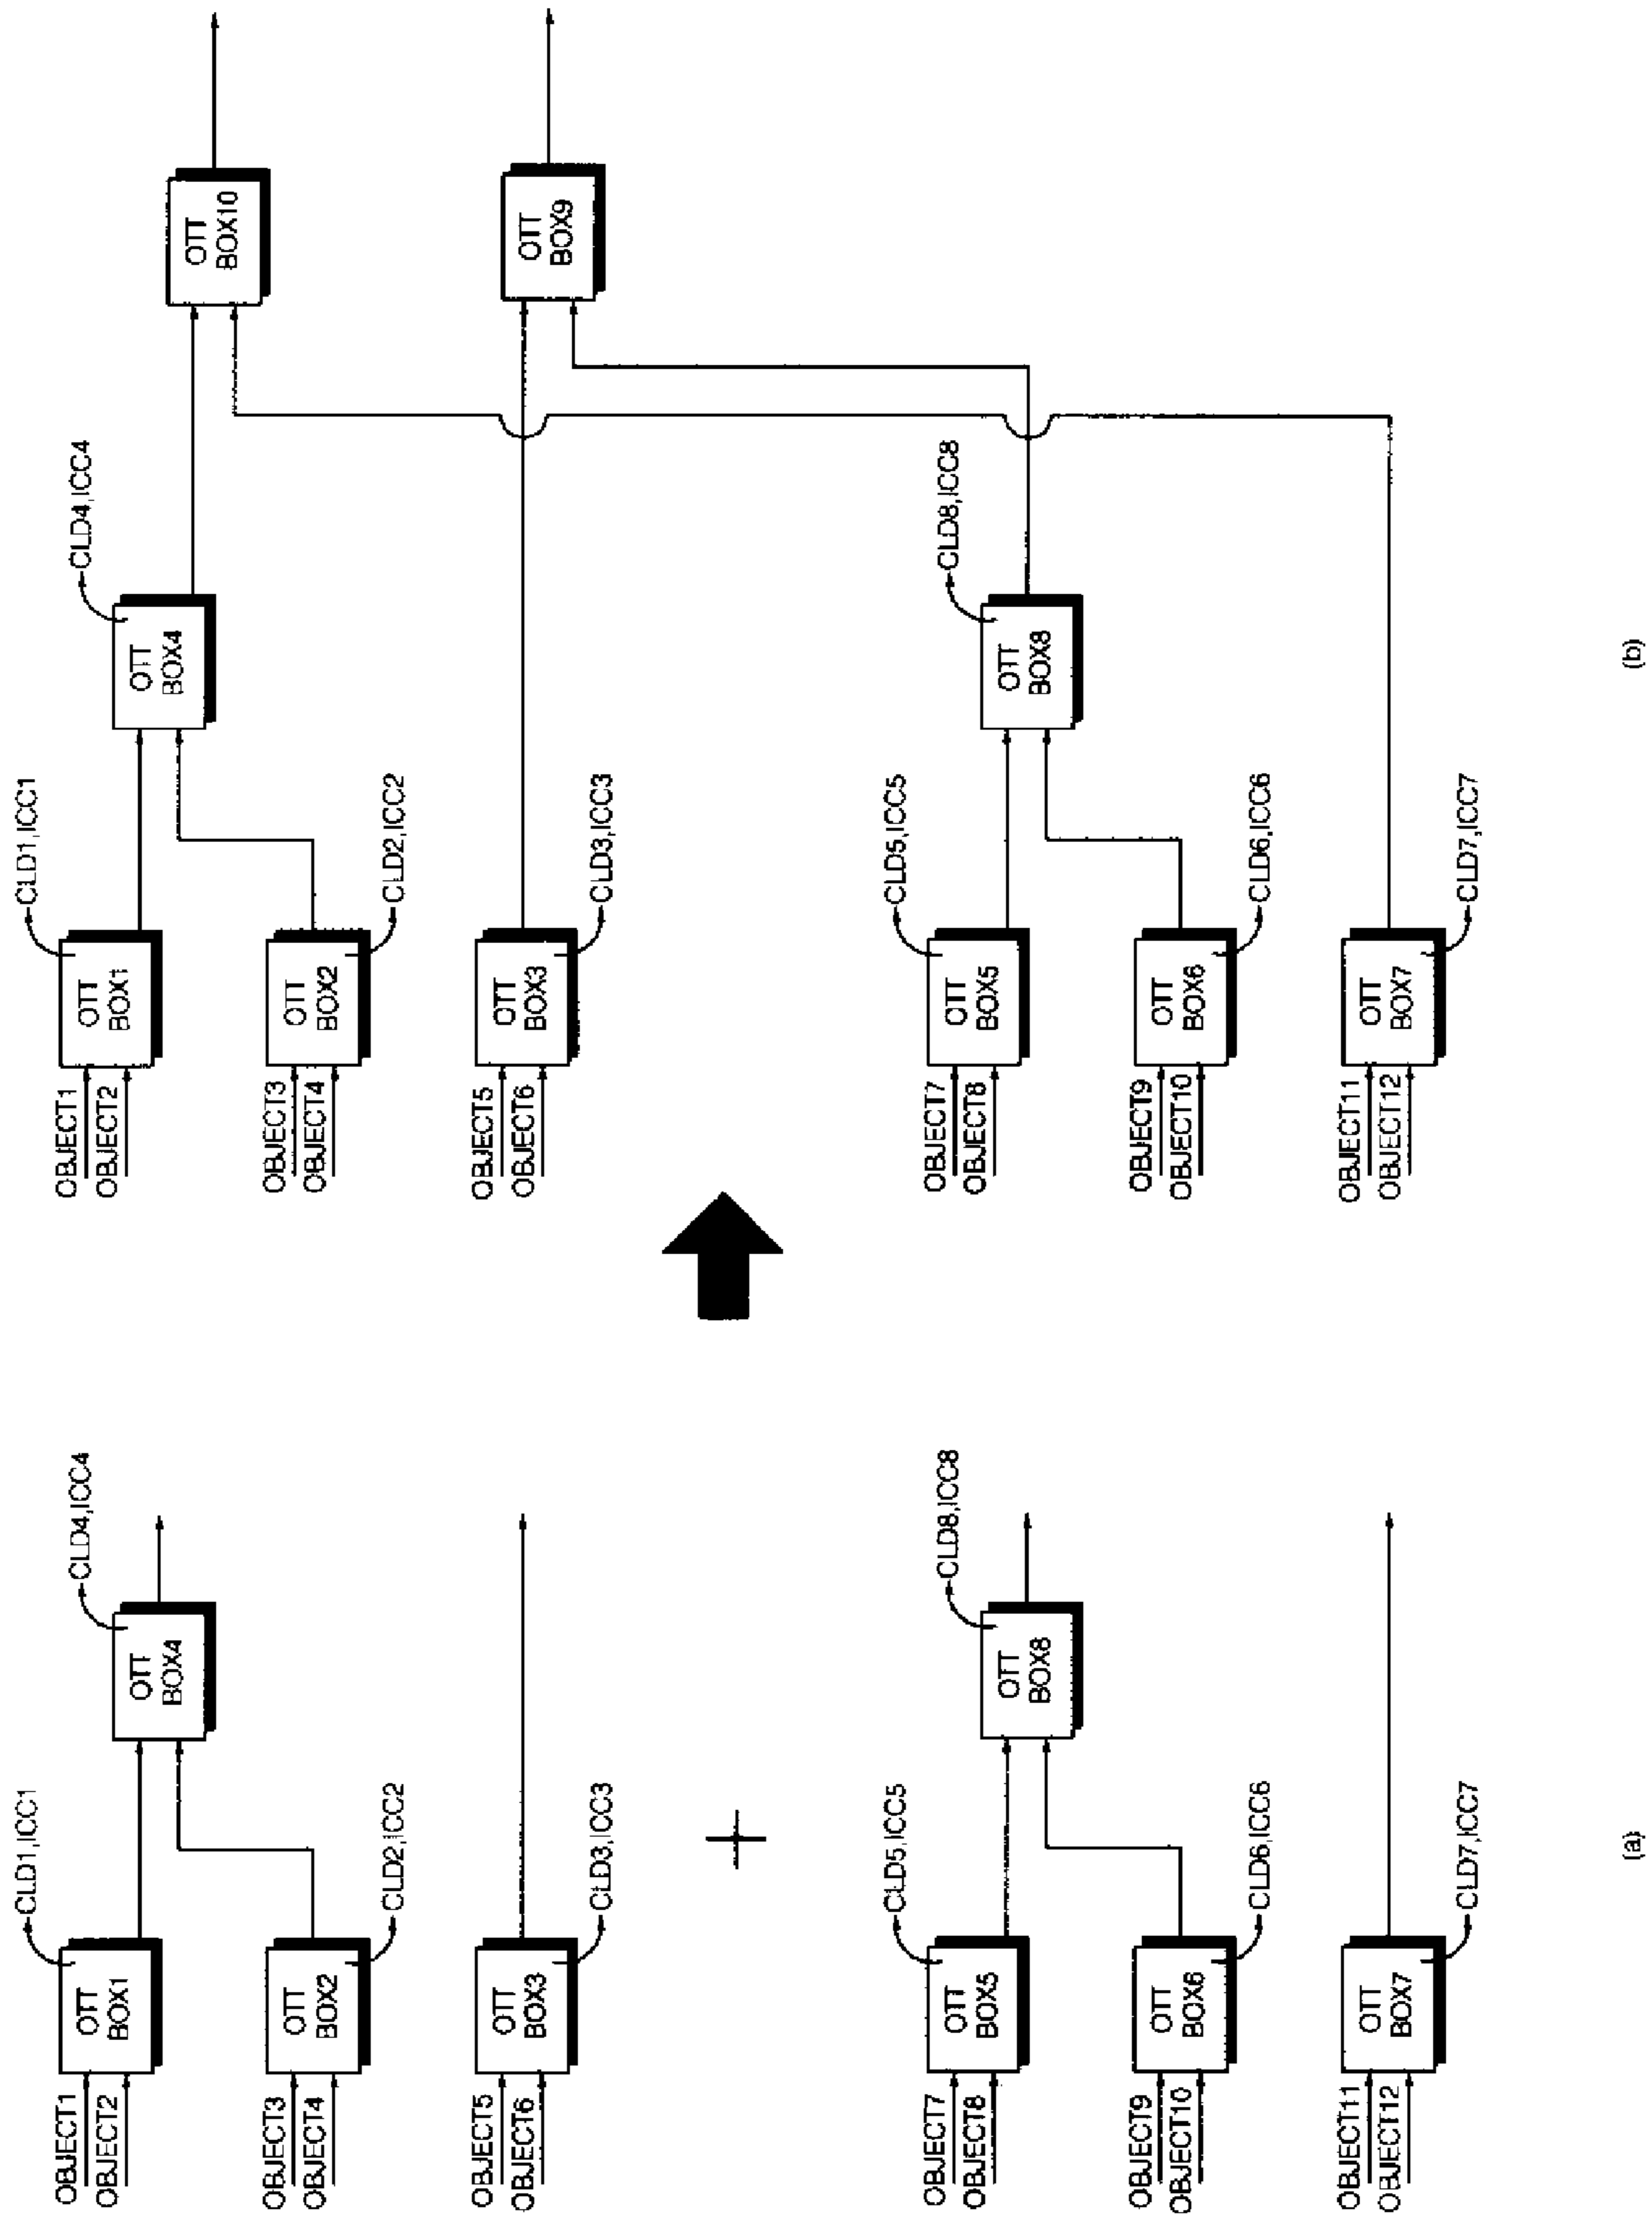 OBJECT1
OBJECT2
OTT
BOX1
CLD1,ICC1
OBJECT3
OBJECT4
OTT
BOX2
CLD2,ICC2
OTT
BOX4
CLD4,ICC4
OBJECT5
OBJECT6
OTT
BOX3
CLD3,ICC3
OBJECT7
OBJECT8
OTT
BOX5
CLD5,ICC5
OBJECT9
OBJECT10
OTT
BOX6
CLD6,ICC6
OTT
BOX8
CLD8,ICC8
OBJECT11
OBJECT12
OTT
BOX7
CLD7,ICC7
(a)
OBJECT1
OBJECT2
OTT
BOX1
CLD1,ICC1
OBJECT3
OBJECT4
OTT
BOX2
CLD2,ICC2
OTT
BOX4
CLD4,ICC4
OTT
BOX10
OBJECT5
OBJECT6
OTT
BOX3
CLD3,ICC3
OTT
BOX9
OBJECT7
OBJECT8
OTT
BOX5
CLD5,ICC5
OBJECT9
OBJECT10
OTT
BOX6
CLD6,ICC6
OTT
BOX8
CLD8,ICC8
OBJECT11
OBJECT12
OTT
BOX7
CLD7,ICC7
(b)